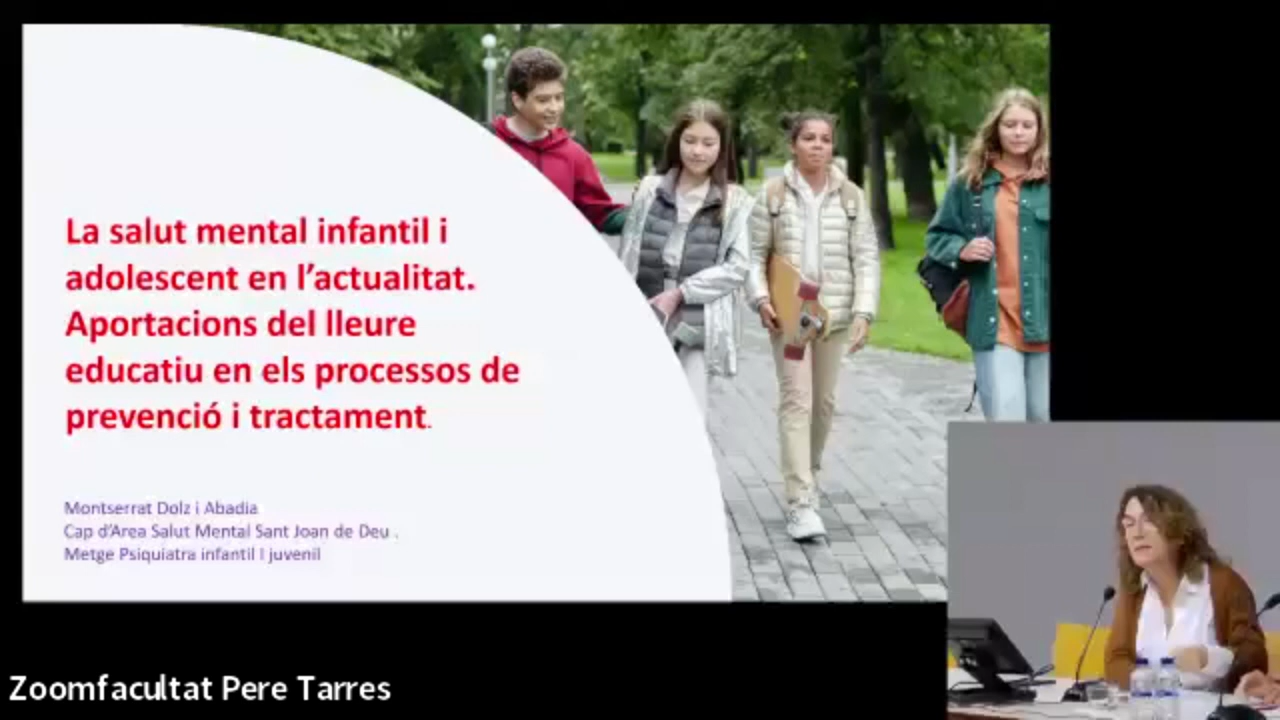 La salut mental infantil i
adolescent en l’actualitat.
Aportacions del lleure
educatiu en els processos de
prevenció i tractament.
Montserrat Dolz i Abadia
Cap d’Area Salut Mental Sant Joan de Deu .
Metge Psiquiatra infantil I juvenil
Zoomfacultat Pere Tarres